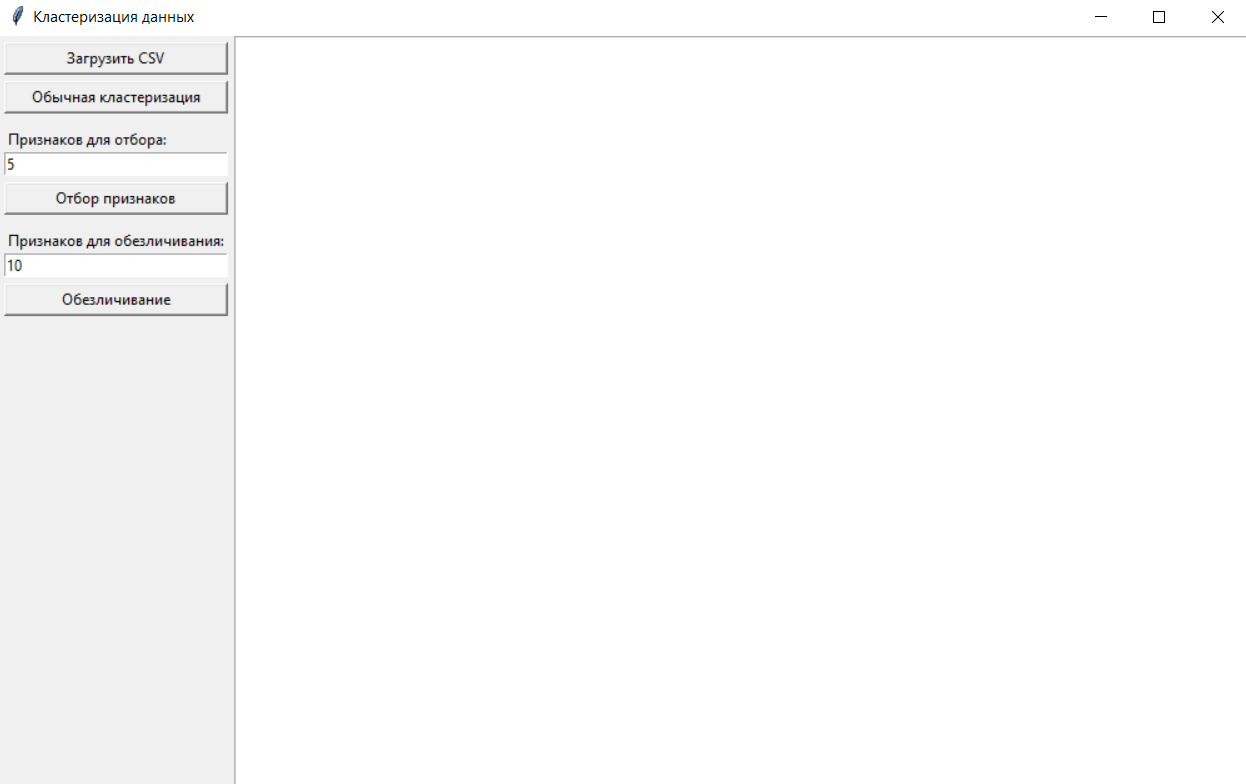 Кластеризация данных
Загрузить CSV
Обычная кластеризация
Признаков для отбора:
5
Отбор признаков
Признаков для обезличивания:
10
Обезличивание